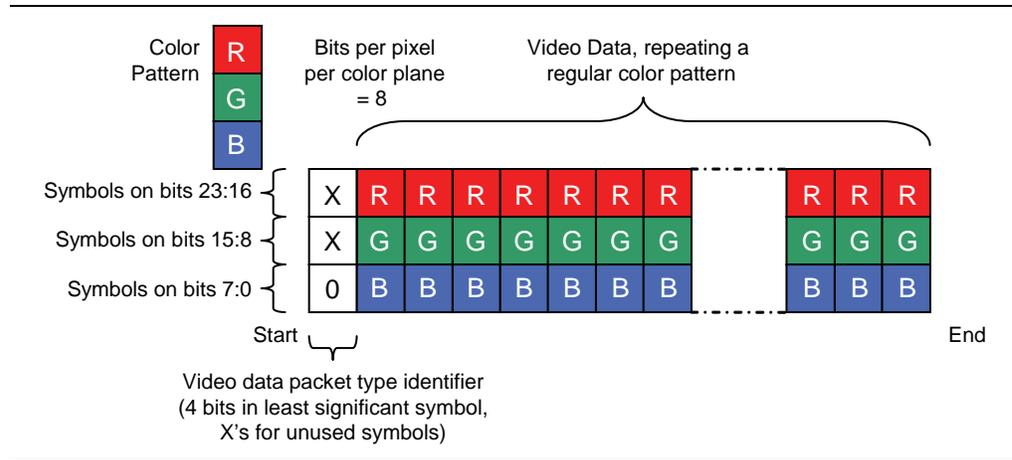 Color
Pattern
R
G
B
Bits per pixel
per color plane
= 8
Video Data, repeating a
regular color pattern
Symbols on bits 23:16
X R R R R R R R R R R
Symbols on bits 15:8
X G G G G G G G G G G
Symbols on bits 7:0
0 B B B B B B B B B B
Start
End
Video data packet type identifier
(4 bits in least significant symbol,
X's for unused symbols)